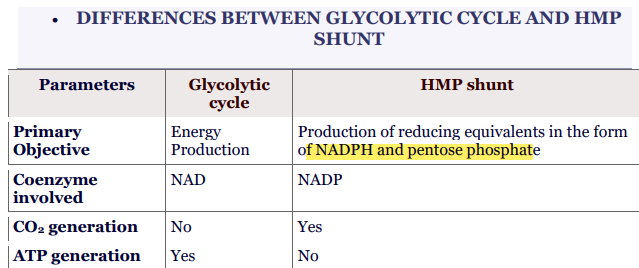 • DIFFERENCES BETWEEN GLYCOLYTIC CYCLE AND HMP
SHUNT
Parameters
Glycolytic
cycle
HMP shunt
Primary
Objective
Energy
Production
Production of reducing equivalents in the form
of NADPH and pentose phosphate
Coenzyme
involved
NAD
NADP
CO₂ generation
No
Yes
ATP generation
Yes
No